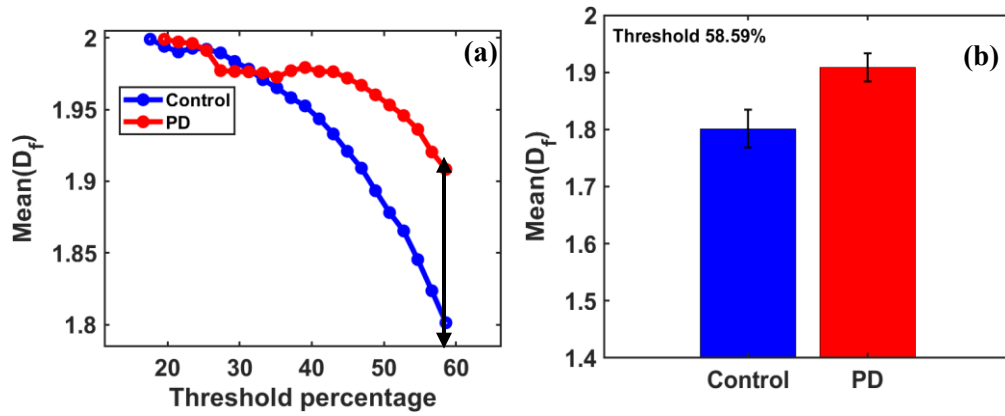 (a)
Mean(D_f)
2
1.95
1.9
1.85
1.8
Control
PD
20
30
40
50
60
Threshold percentage
(b)
Threshold 58.59%
Mean(D_f)
2
1.9
1.8
1.7
1.6
1.5
1.4
Control
PD